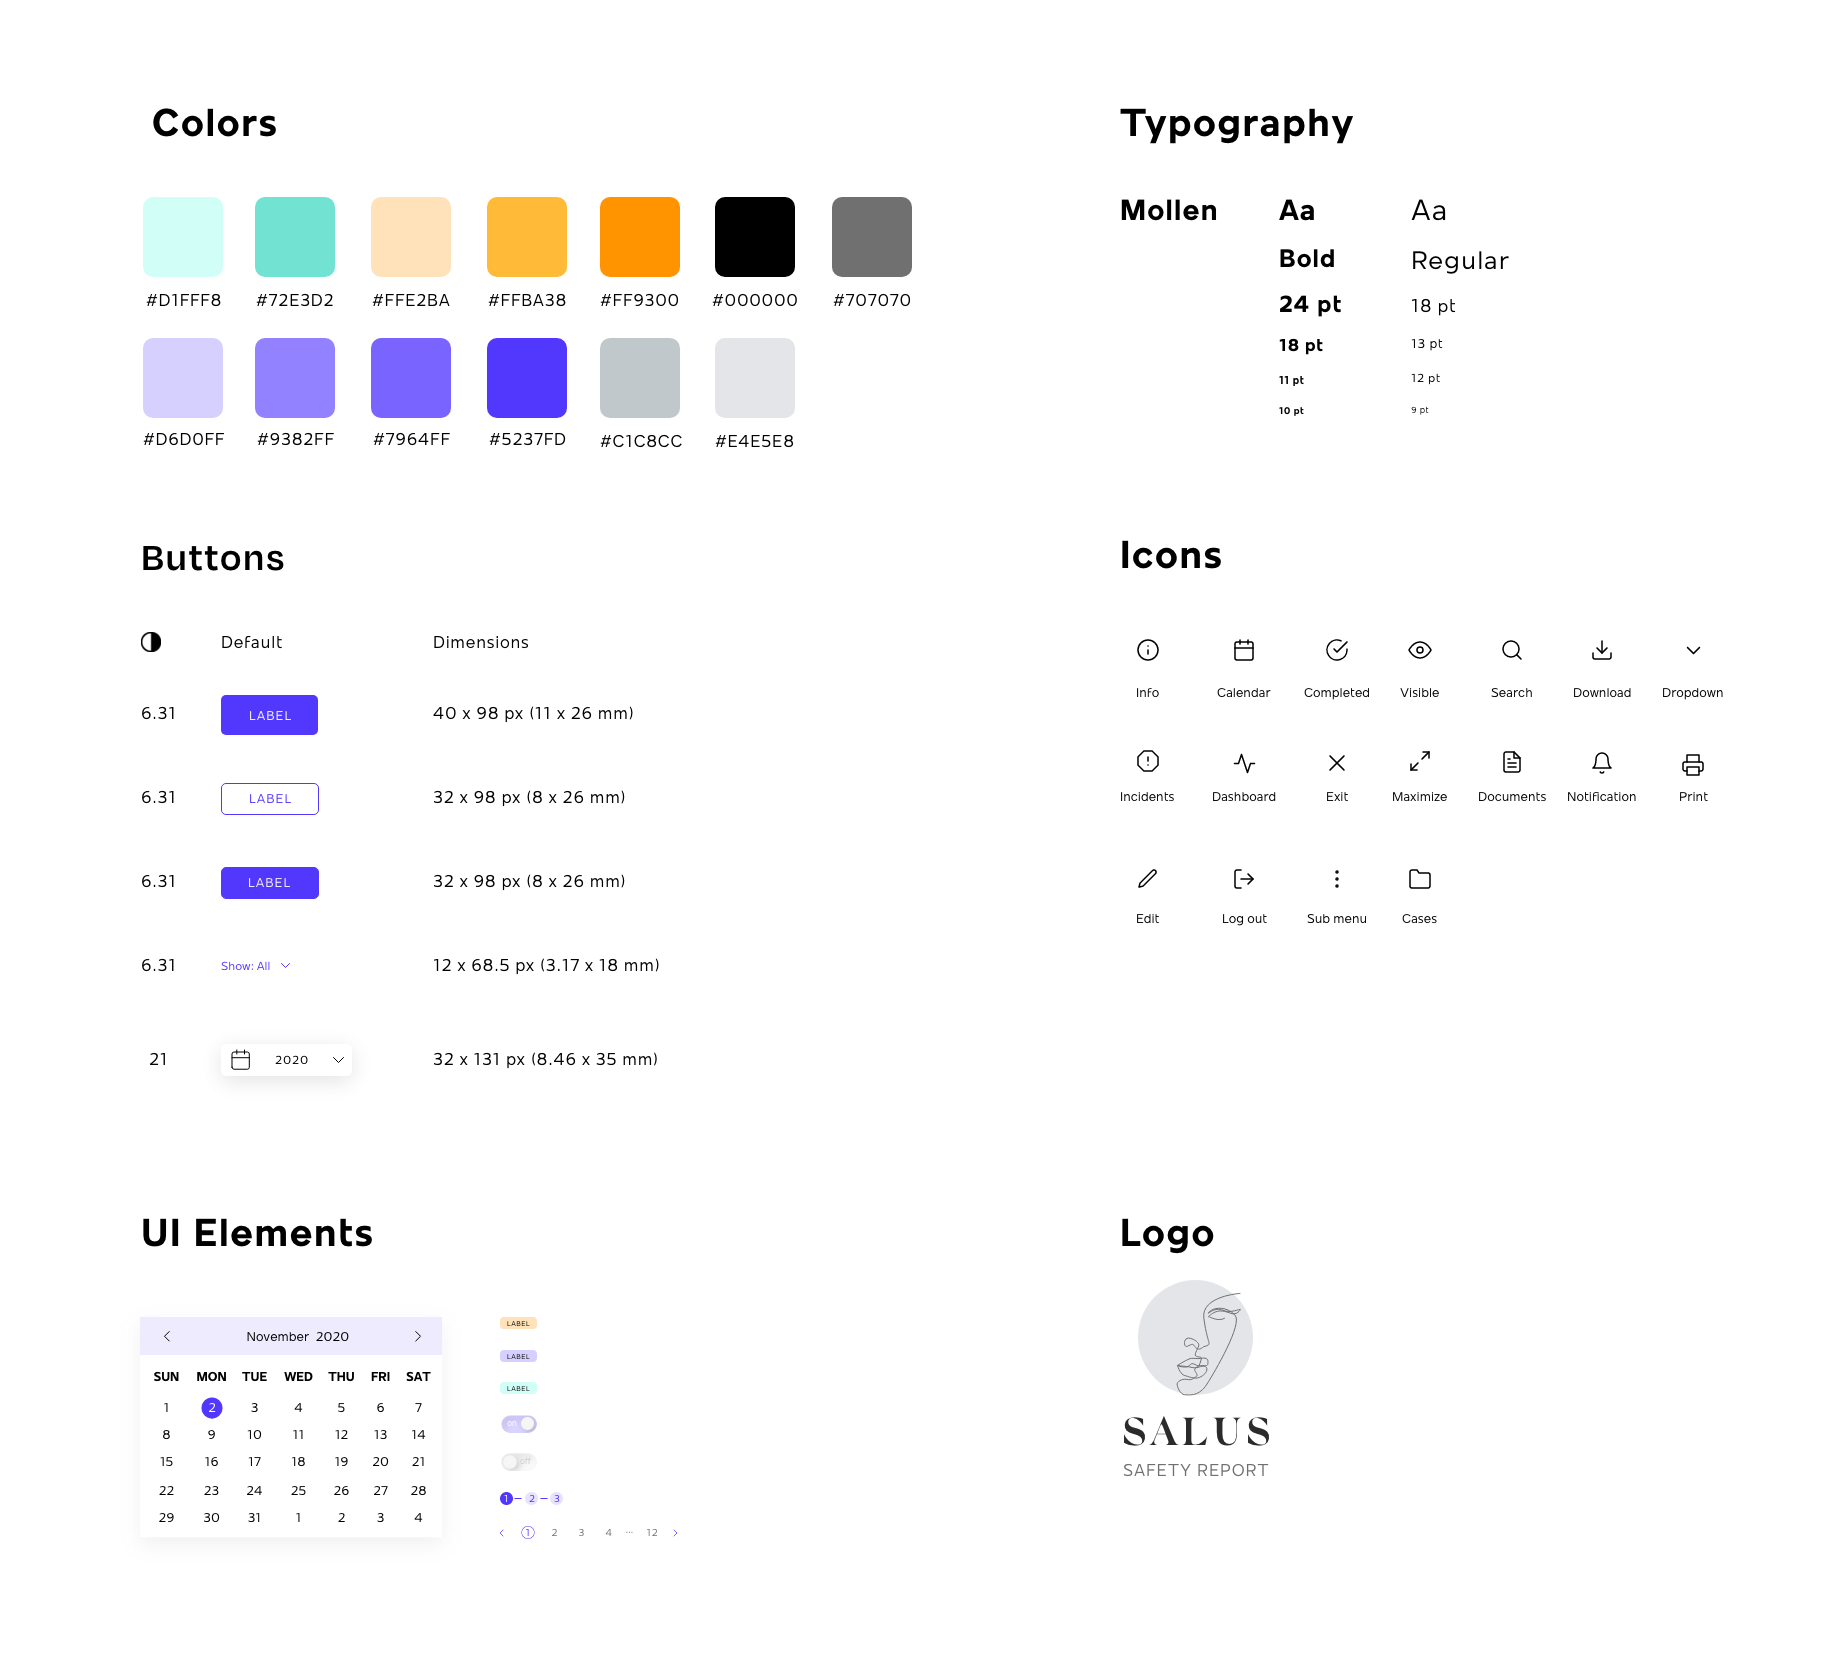 Colors
#D1FFF8 #72E3D2 #FFE2BA #FFBA38 #FF9300 #000000 #707070
#D6D0FF #9382FF #7964FF #5237FD #C1C8CC #E4E5E8
Typography
Mollen Aa Aa
Bold Regular
24 pt 18 pt
18 pt 13 pt
11 pt 12 pt
10 pt 9 pt
Buttons
Default Dimensions
6.31 LABEL 40 x 98 px (11 x 26 mm)
6.31 LABEL 32 x 98 px (8 x 26 mm)
6.31 LABEL 32 x 98 px (8 x 26 mm)
6.31 Show: All 12 x 68.5 px (3.17 x 18 mm)
21 2020 32 x 131 px (8.46 x 35 mm)
Icons
Info Calendar Completed Visible Search Download Dropdown
Incidents Dashboard Exit Maximize Documents Notification Print
Edit Log out Sub menu Cases
UI Elements
November 2020
SUN MON TUE WED THU FRI SAT
1 2 3 4 5 6 7
8 9 10 11 12 13 14
15 16 17 18 19 20 21
22 23 24 25 26 27 28
29 30 31 1 2 3 4
LABEL
LABEL
LABEL
on
off
1 2 3
1 2 3 4 ... 12
Logo
SALUS
SAFETY REPORT